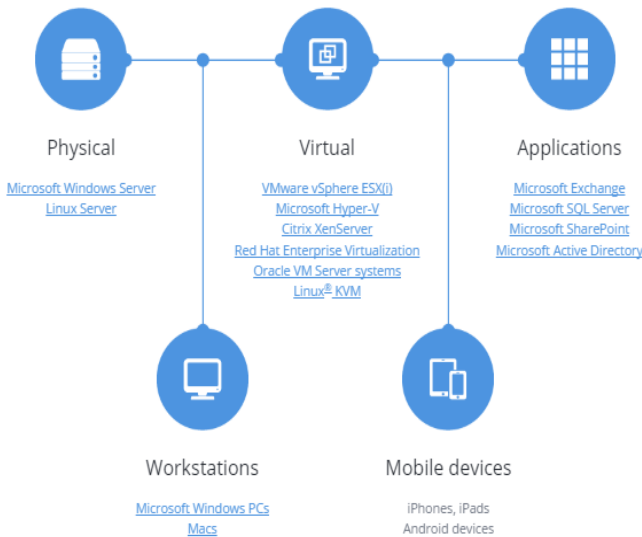 Physical
Microsoft Windows Server
Linux Server
Virtual
VMware vSphere ESX(i)
Microsoft Hyper-V
Citrix XenServer
Red Hat Enterprise Virtualization
Oracle VM Server systems
Linux® KVM
Applications
Microsoft Exchange
Microsoft SQL Server
Microsoft SharePoint
Microsoft Active Directory
Workstations
Microsoft Windows PCs
Macs
Mobile devices
iPhones, iPads
Android devices